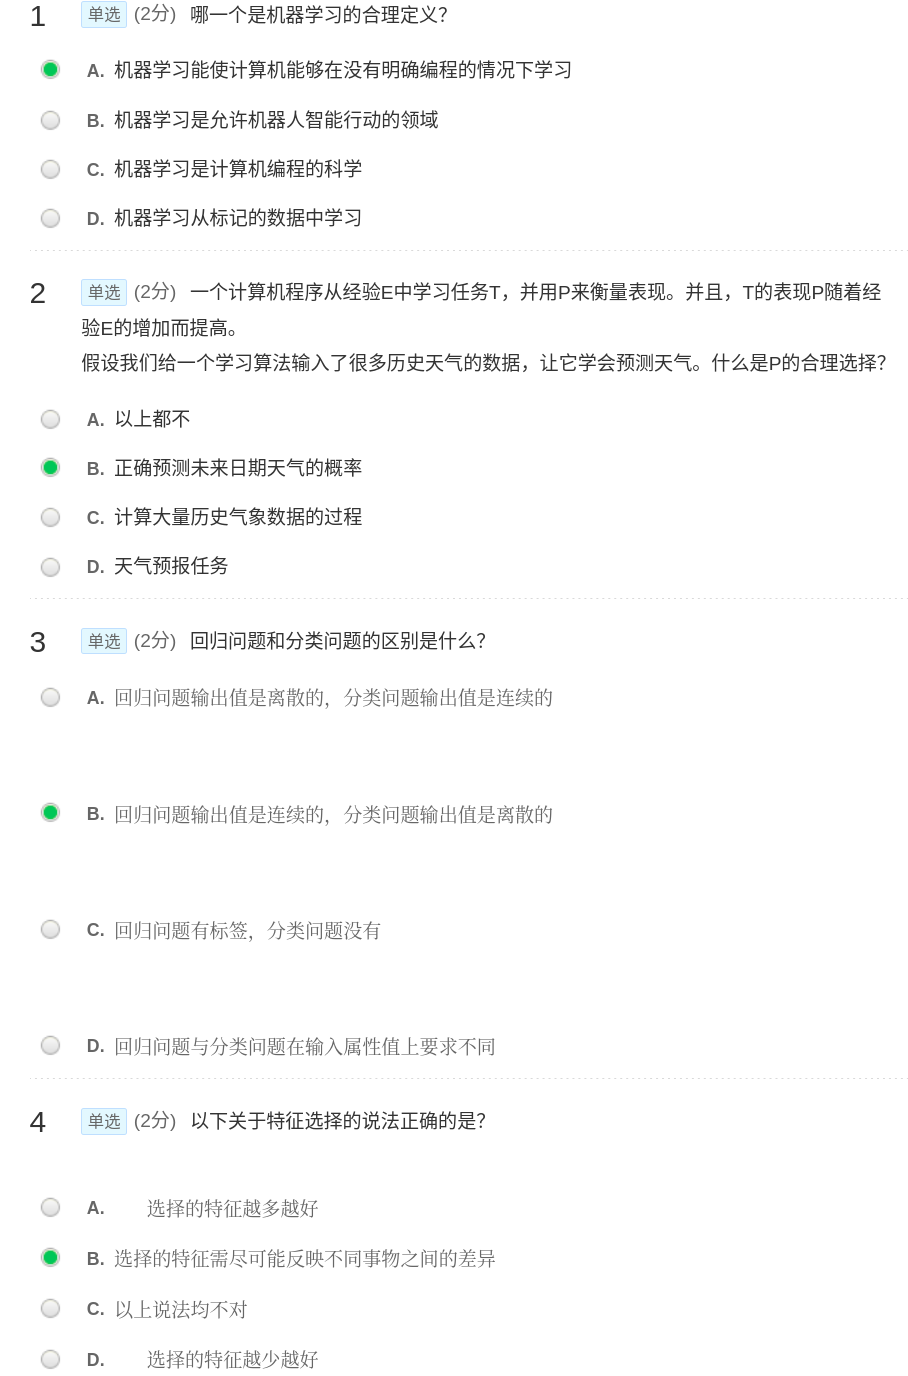 1 单选 (2分) 哪一个是机器学习的合理定义？
A. 机器学习能使计算机能够在没有明确编程的情况下学习
B. 机器学习是允许机器人智能行动的领域
C. 机器学习是计算机编程的科学
D. 机器学习从标记的数据中学习
2 单选 (2分) 一个计算机程序从经验E中学习任务T，并用P来衡量表现。并且，T的表现P随着经
验E的增加而提高。
假设我们给一个学习算法输入了很多历史天气的数据，让它学会预测天气。什么是P的合理选择？
A. 以上都不
B. 正确预测未来日期天气的概率
C. 计算大量历史气象数据的过程
D. 天气预报任务
3 单选 (2分) 回归问题和分类问题的区别是什么？
A. 回归问题输出值是离散的，分类问题输出值是连续的
B. 回归问题输出值是连续的，分类问题输出值是离散的
C. 回归问题有标签，分类问题没有
D. 回归问题与分类问题在输入属性值上要求不同
4 单选 (2分) 以下关于特征选择的说法正确的是？
A. 选择的特征越多越好
B. 选择的特征需尽可能反映不同事物之间的差异
C. 以上说法均不对
D. 选择的特征越少越好